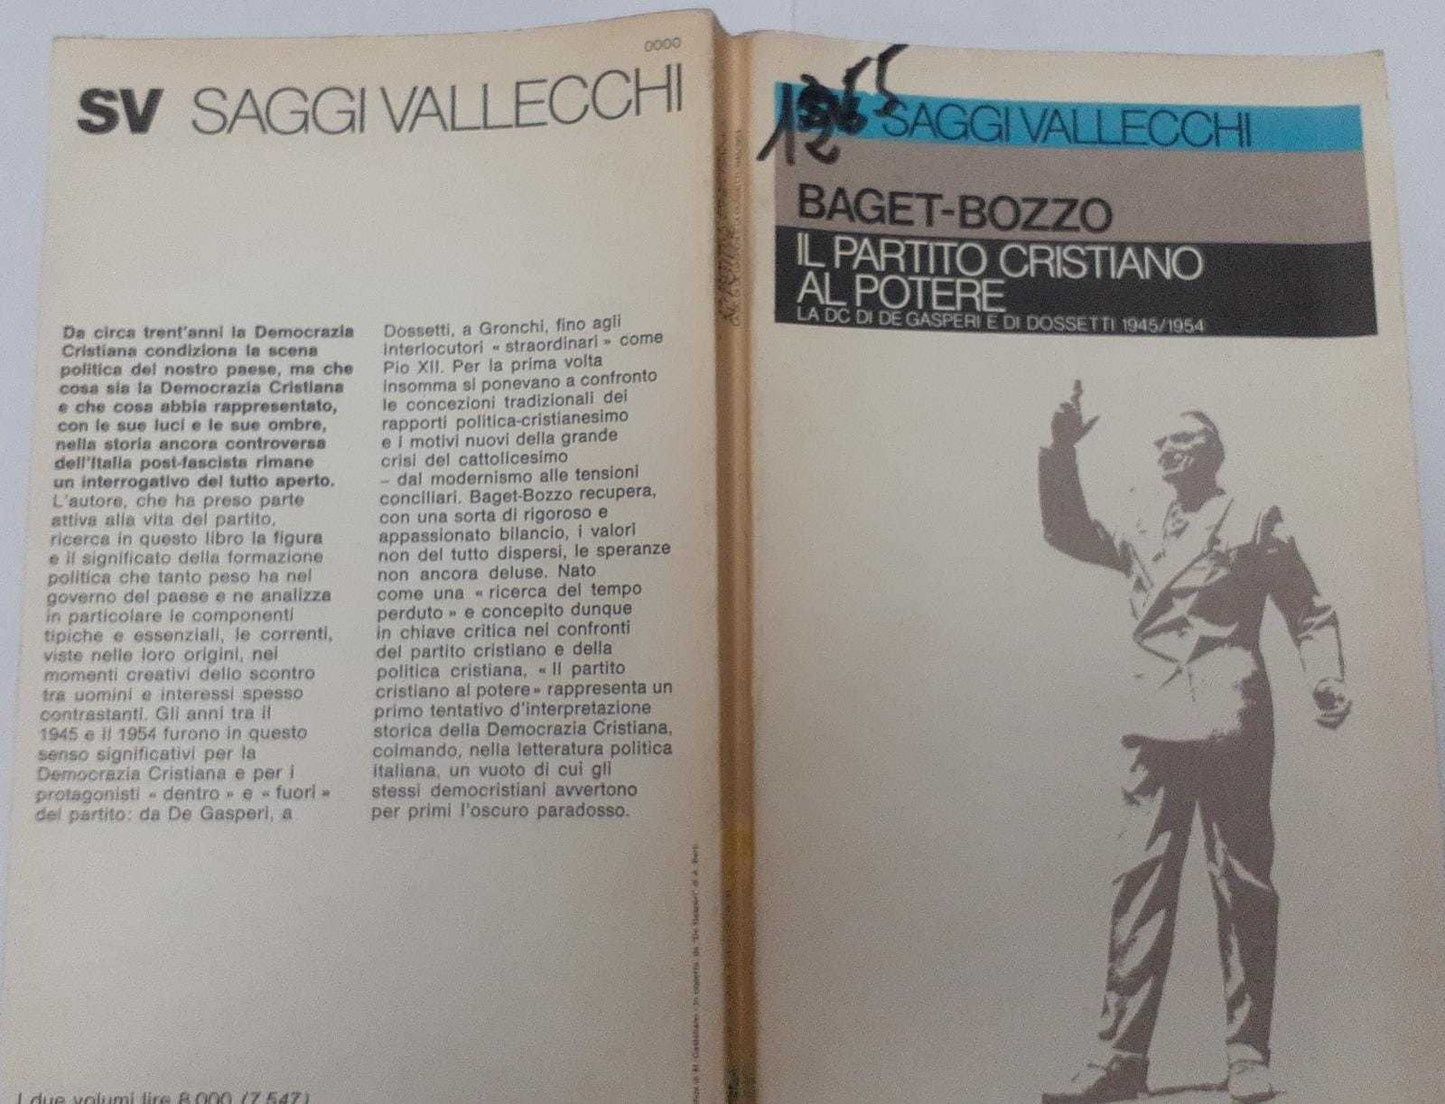 0000
SV SAGGI VALLECCHI
Da circa trent'anni la Democrazia
Cristiana condiziona la scena
politica del nostro paese, ma che
cosa sia la Democrazia Cristiana
e che cosa abbia rappresentato,
con le sue luci e le sue ombre,
nella storia ancora controversa
dell'Italia post-fascista rimane
un interrogativo del tutto aperto.
L'autore, che ha preso parte
attiva alla vita del partito,
ricerca in questo libro la figura
e il significato della formazione
politica che tanto peso ha nel
governo del paese e ne analizza
in particolare le componenti
tipiche e essenziali, le correnti,
viste nelle loro origini, nei
momenti creativi dello scontro
tra uomini e interessi spesso
contrastanti. Gli anni tra il
1945 e il 1954 furono in questo
senso significativi per la
Democrazia Cristiana e per i
protagonisti « dentro » e « fuori »
del partito: da De Gasperi, a
Dossetti, a Gronchi, fino agli
interlocutori « straordinari » come
Pio XII. Per la prima volta
insomma si ponevano a confronto
le concezioni tradizionali dei
rapporti politica-cristianesimo
e i motivi nuovi della grande
crisi del cattolicesimo
– dal modernismo alle tensioni
conciliari. Baget-Bozzo recupera,
con una sorta di rigoroso e
appassionato bilancio, i valori
non del tutto dispersi, le speranze
non ancora deluse. Nato
come una « ricerca del tempo
perduto » e concepito dunque
in chiave critica nei confronti
del partito cristiano e della
politica cristiana, « Il partito
cristiano al potere » rappresenta un
primo tentativo d'interpretazione
storica della Democrazia Cristiana,
colmando, nella letteratura politica
italiana, un vuoto di cui gli
stessi democristiani avvertono
per primi l'oscuro paradosso.
I due volumi lire 8.000 (7.547)
SAGGI VALLECCHI
BAGET-BOZZO
IL PARTITO CRISTIANO
AL POTERE
LA DC DI DE GASPERI E DI DOSSETTI 1945/1954